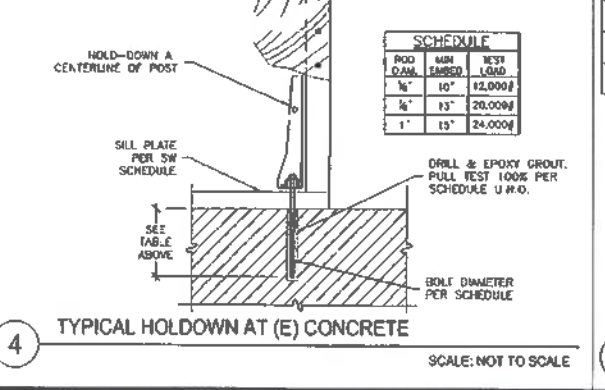 HOLD-DOWN A
CENTERLINE OF POST
SCHEDULE
ROD DIAM. MIN EMBED TEST LOAD
10" 12,000#
13" 20,000#
1" 15" 24,000#
SILL PLATE
PER SW
SCHEDULE
DRILL & EPOXY GROUT.
PULL TEST 100% PER
SCHEDULE U.N.O.
SEE
TABLE
ABOVE
BOLT DIAMETER
PER SCHEDULE
4
TYPICAL HOLDOWN AT (E) CONCRETE
SCALE: NOT TO SCALE